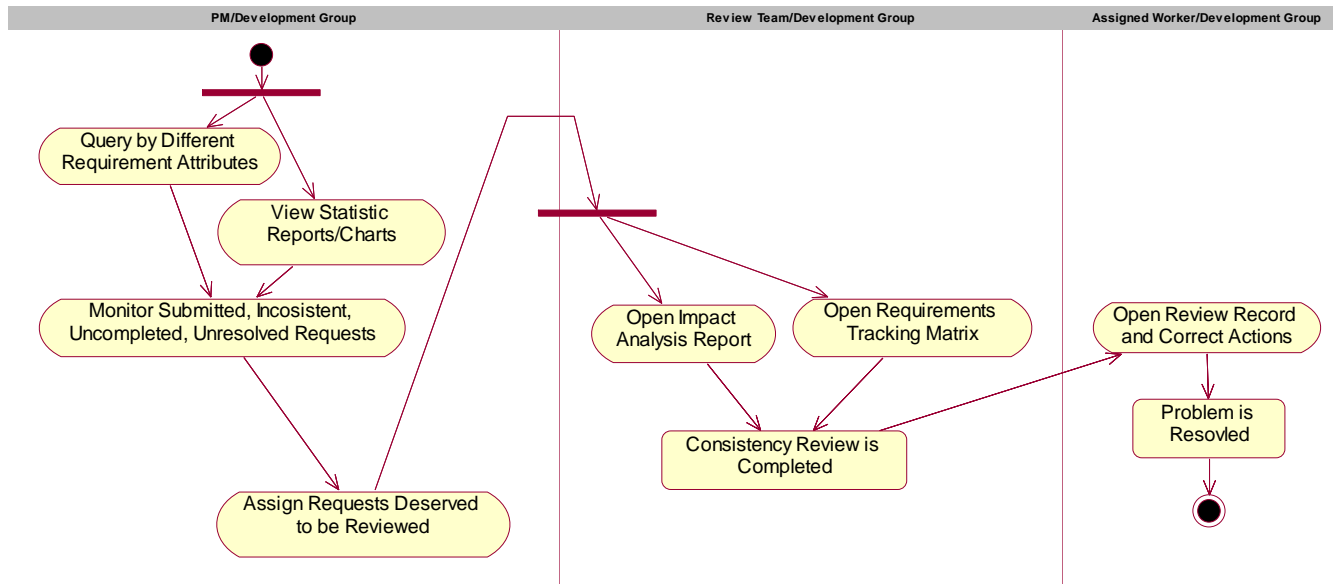 PM/Development Group
Review Team/Development Group
Assigned Worker/Development Group
Query by Different
Requirement Attributes
View Statistic
Reports/Charts
Monitor Submitted, Incosistent,
Uncompleted, Unresolved Requests
Assign Requests Deserved
to be Reviewed
Open Impact
Analysis Report
Open Requirements
Tracking Matrix
Consistency Review is
Completed
Open Review Record
and Correct Actions
Problem is
Resovled